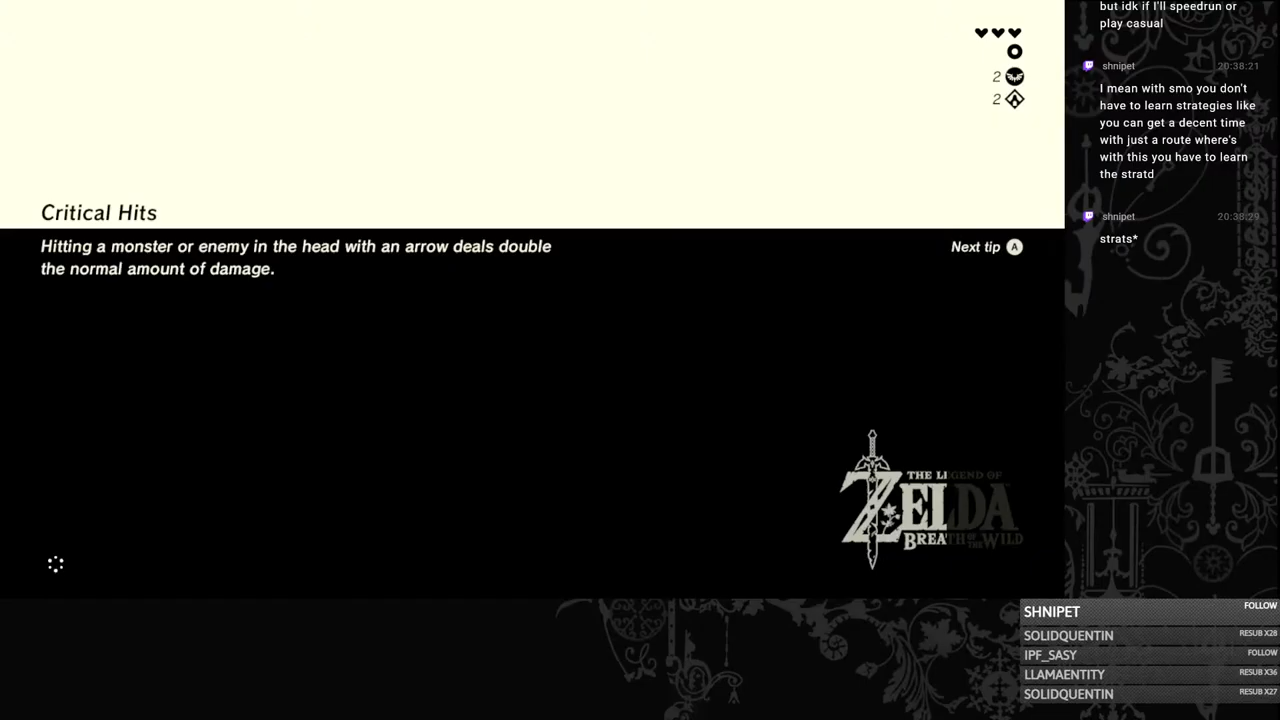 but idk if I'll speedrun or
play casual
shnipet 20:38:21
I mean with smo you don't
have to learn strategies like
you can get a decent time
with just a route where's
with this you have to learn
the stratd
shnipet 20:38:29
strats*
2
2
Critical Hits
Hitting a monster or enemy in the head with an arrow deals double
the normal amount of damage.
Next tip A
THE LEGEND OF
ZELDA
BREATH OF THE WILD
SHNIPET FOLLOW
SOLIDQUENTIN RESUB X28
IPF_SASY FOLLOW
LLAMAENTITY RESUB X36
SOLIDQUENTIN RESUB X27